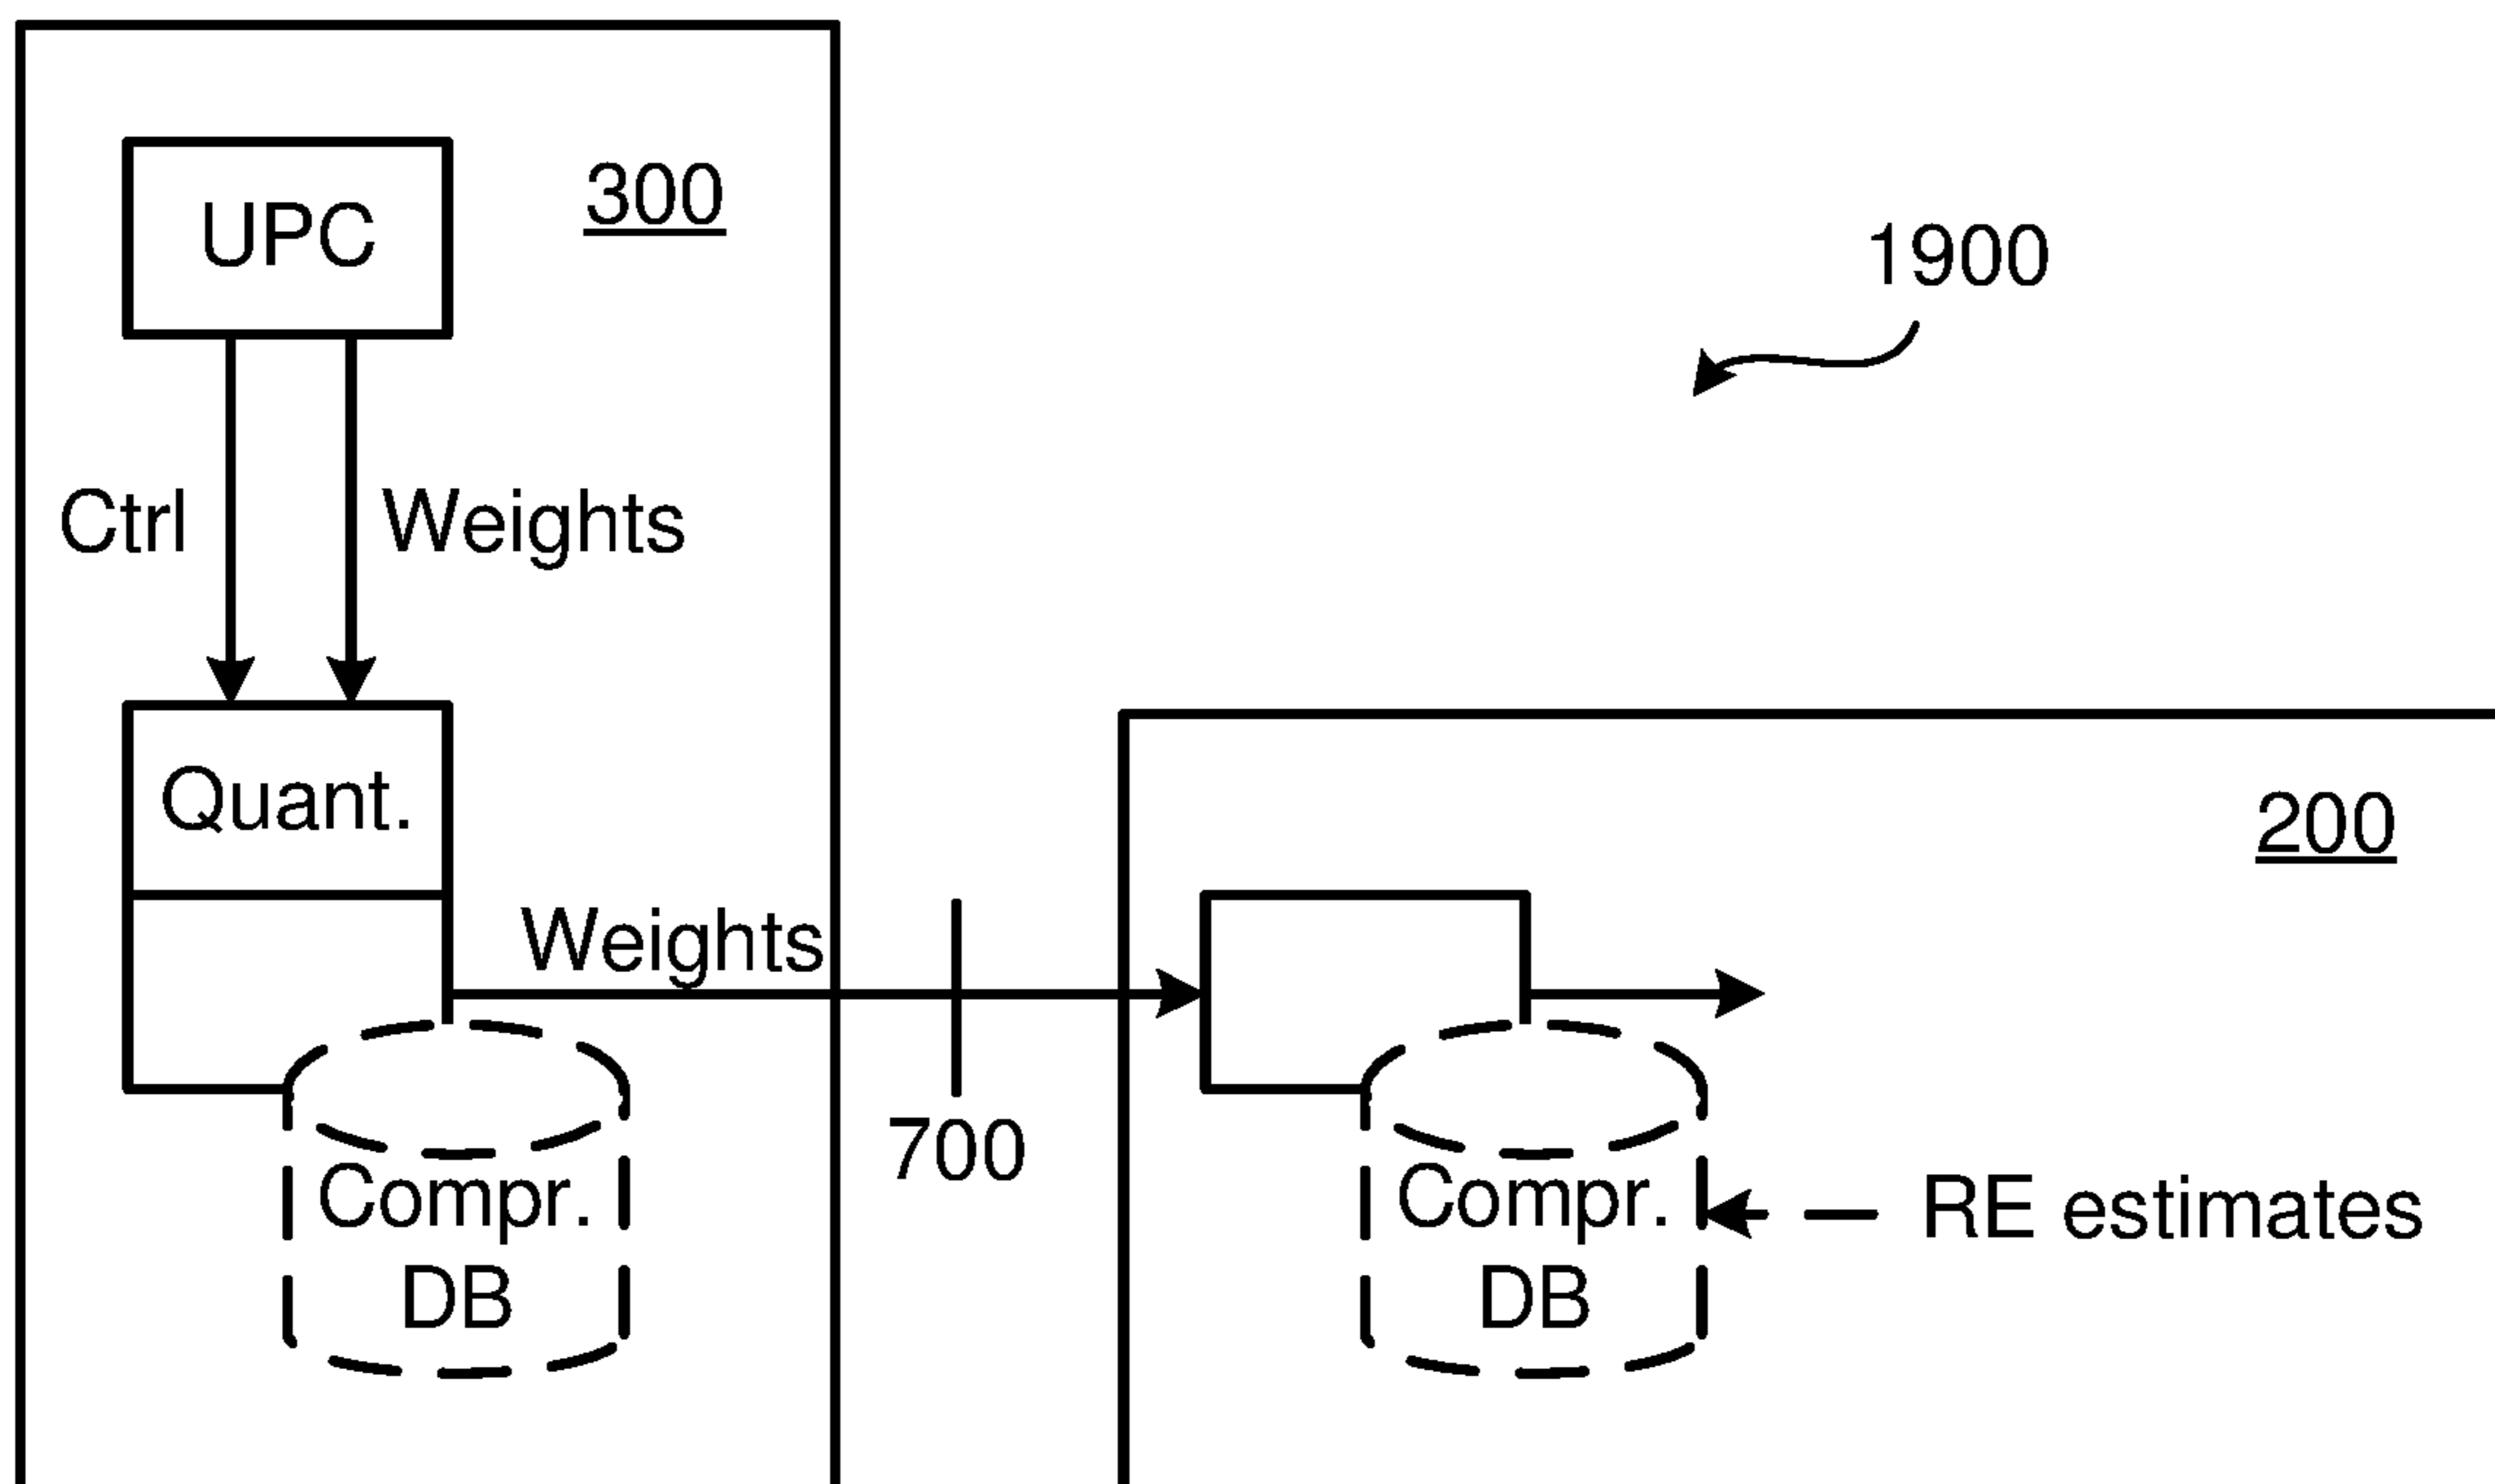 UPC
300
1900
Ctrl
Weights
Quant.
200
Weights
700
Compr.
DB
Compr.
DB
RE estimates